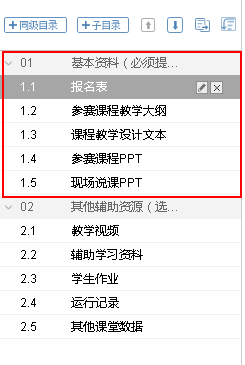 +同级目录 +子目录
01 基本资料（必须提...
1.1 报名表
1.2 参赛课程教学大纲
1.3 课程教学设计文本
1.4 参赛课程PPT
1.5 现场说课PPT
02 其他辅助资源（选...
2.1 教学视频
2.2 辅助学习资料
2.3 学生作业
2.4 运行记录
2.5 其他课堂数据